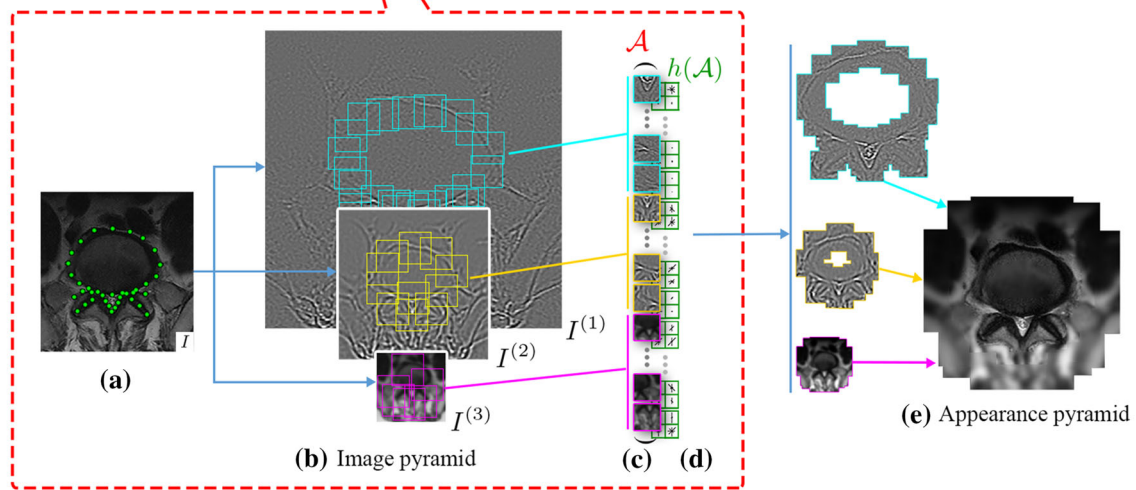 𝒜
h(𝒜)
I
I^(1)
I^(2)
I^(3)
(a)
(b) Image pyramid
(c)
(d)
(e) Appearance pyramid